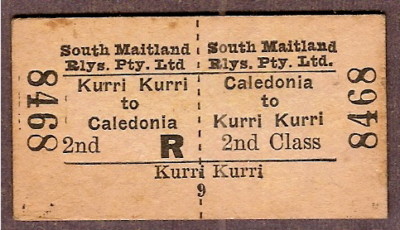 8468
South Maitland
Rlys. Pty. Ltd
Kurri Kurri
to
Caledonia
2nd R
South Maitland
Rlys. Pty. Ltd.
Caledonia
to
Kurri Kurri
2nd Class
8468
Kurri Kurri
9